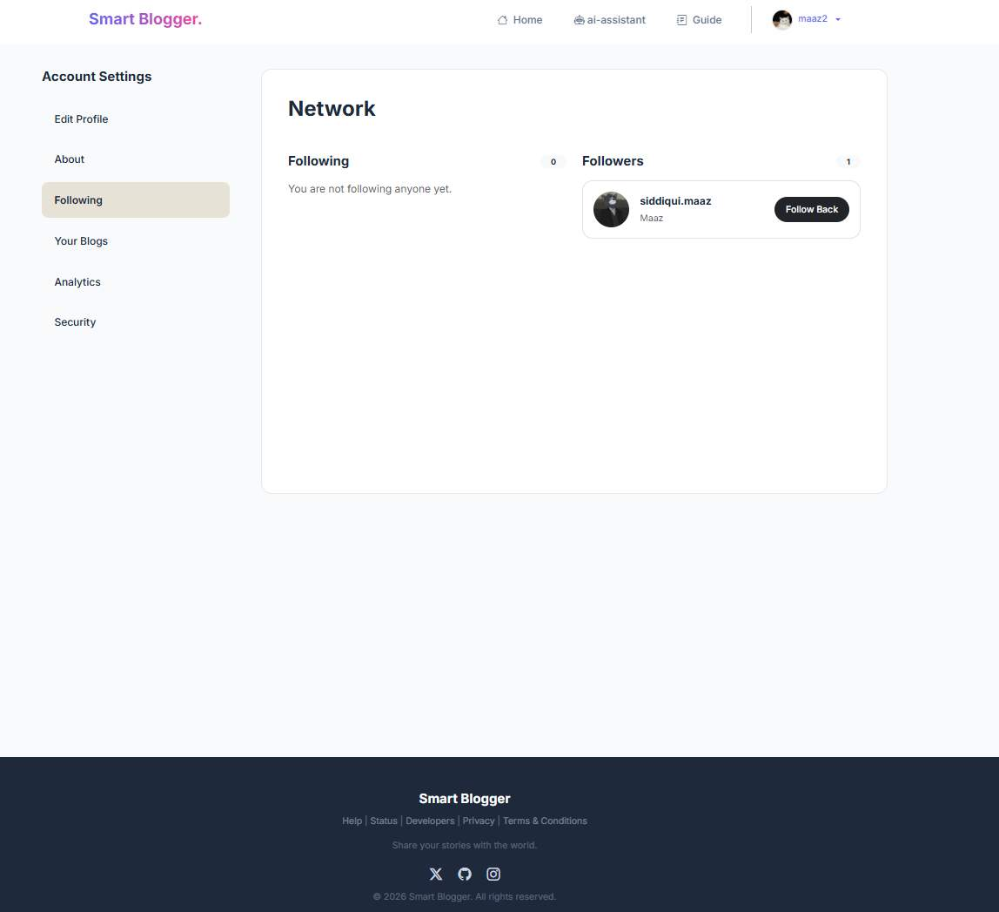 Smart Blogger.
Home
ai-assistant
Guide
maaz2
Account Settings
Edit Profile
About
Following
Your Blogs
Analytics
Security
Network
Following 0
You are not following anyone yet.
Followers 1
siddiqui.maaz
Maaz
Follow Back
Smart Blogger
Help | Status | Developers | Privacy | Terms & Conditions
Share your stories with the world.
© 2026 Smart Blogger. All rights reserved.